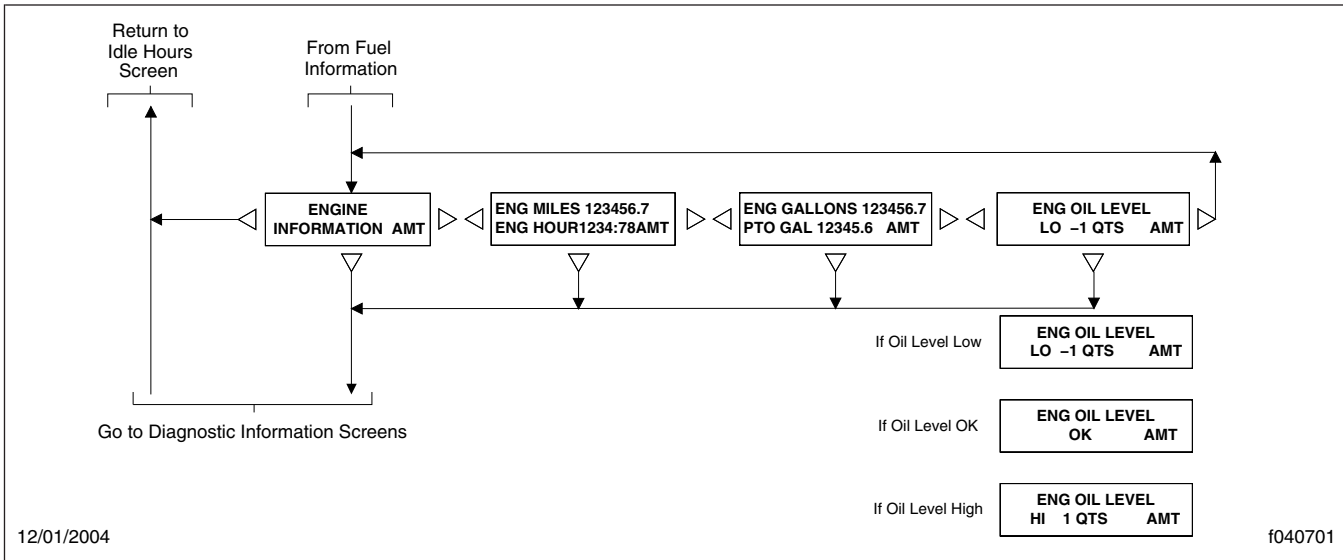 Return to
Idle Hours
Screen
From Fuel
Information
ENGINE
INFORMATION AMT
ENG MILES 123456.7
ENG HOUR1234:78AMT
ENG GALLONS 123456.7
PTO GAL 12345.6 AMT
ENG OIL LEVEL
LO –1 QTS AMT
If Oil Level Low
ENG OIL LEVEL
LO –1 QTS AMT
Go to Diagnostic Information Screens
If Oil Level OK
ENG OIL LEVEL
OK AMT
If Oil Level High
ENG OIL LEVEL
HI 1 QTS AMT
12/01/2004
f040701